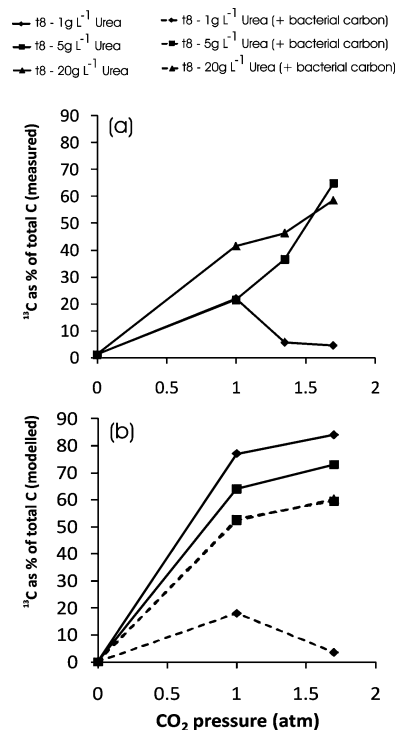 t8 - 1g L-1 Urea t8 - 1g L-1 Urea (+ bacterial carbon)
t8 - 5g L-1 Urea t8 - 5g L-1 Urea (+ bacterial carbon)
t8 - 20g L-1 Urea t8 - 20g L-1 Urea (+ bacterial carbon)
(a)
13C as % of total C (measured)
90
80
70
60
50
40
30
20
10
0
0 0.5 1 1.5 2
(b)
13C as % of total C (modelled)
90
80
70
60
50
40
30
20
10
0
0 0.5 1 1.5 2
CO2 pressure (atm)